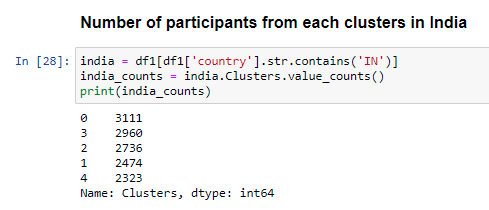 Number of participants from each clusters in India
In [28]: india = df1[df1['country'].str.contains('IN')]
india_counts = india.Clusters.value_counts()
print(india_counts)
0    3111
3    2960
2    2736
1    2474
4    2323
Name: Clusters, dtype: int64